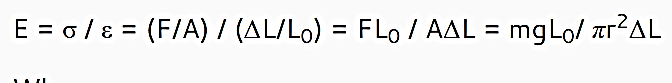 E = σ / ε = (F/A) / (ΔL/L₀) = FL₀ / AΔL = mgL₀/ πr²ΔL